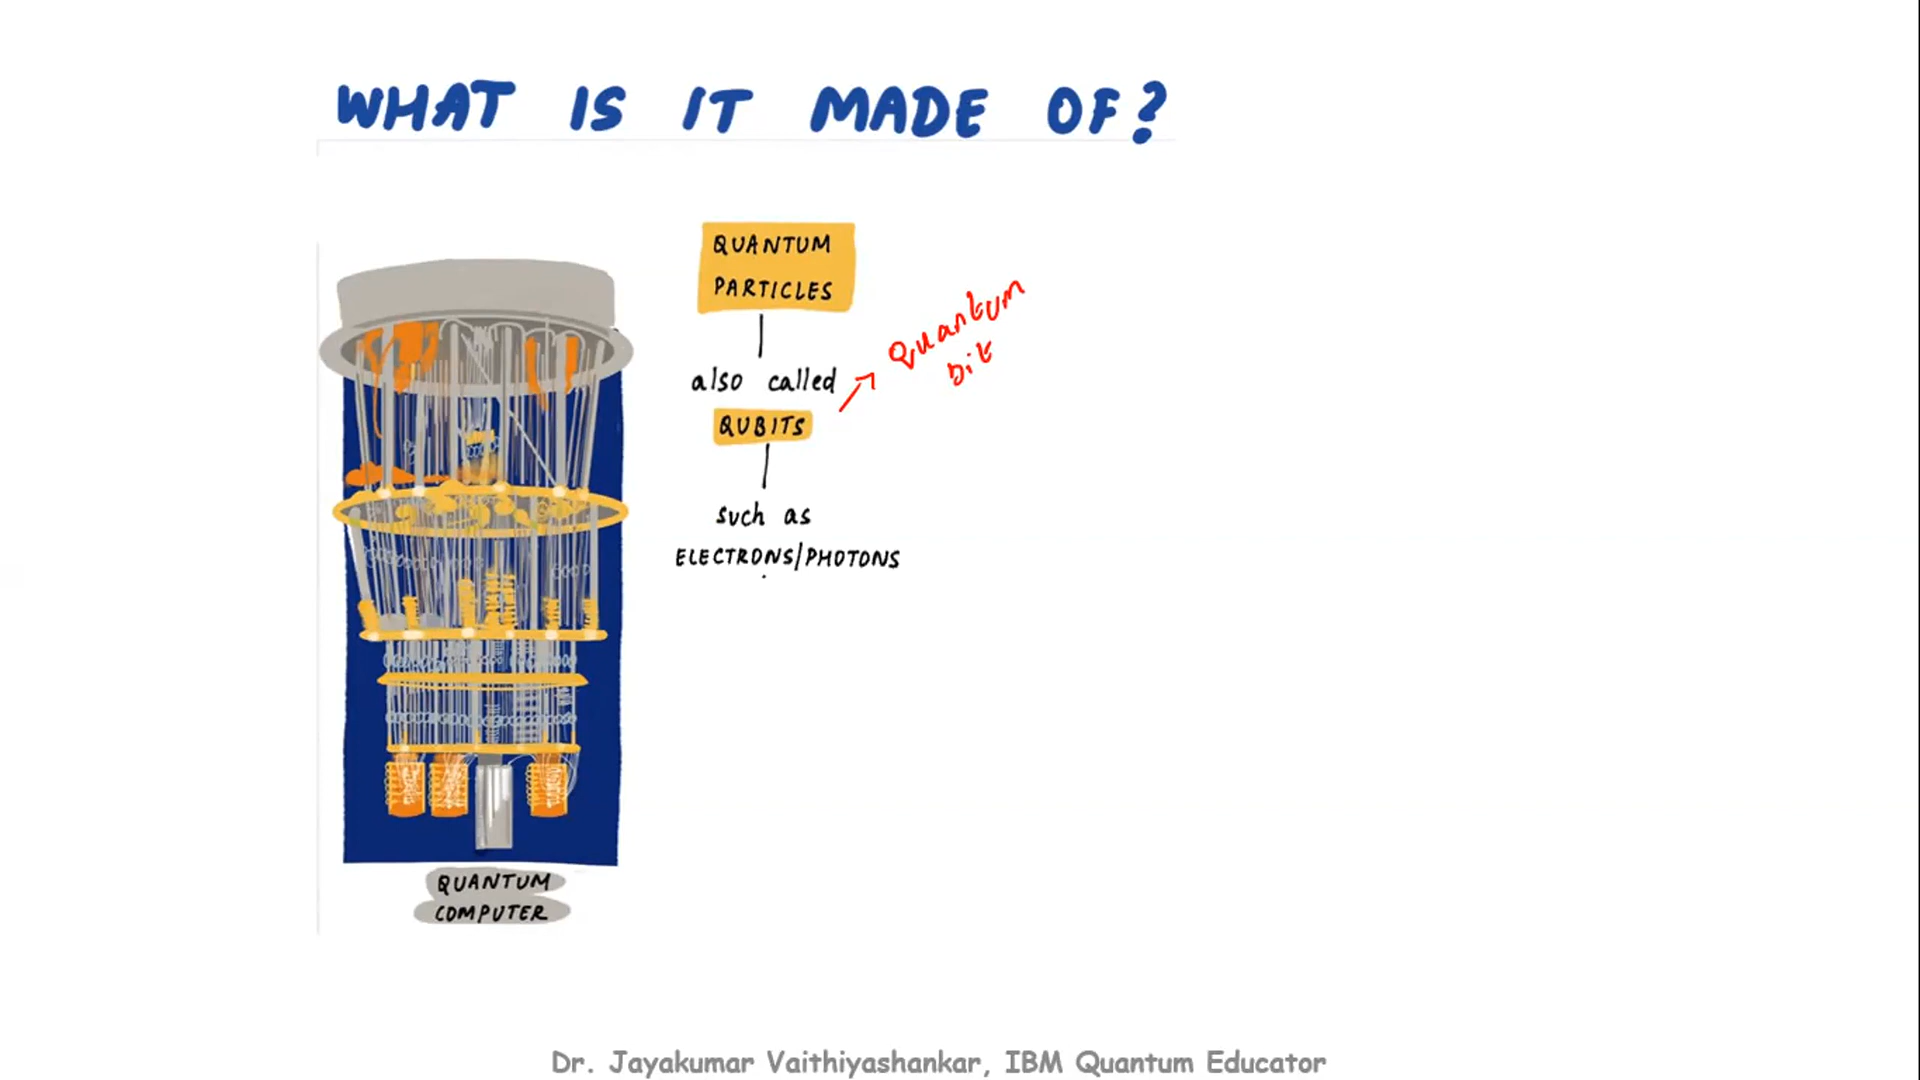 WHAT IS IT MADE OF?
QUANTUM
PARTICLES
also called
QUBITS
Quantum
bit
such as
ELECTRONS/PHOTONS
QUANTUM
COMPUTER
Dr. Jayakumar Vaithiyashankar, IBM Quantum Educator